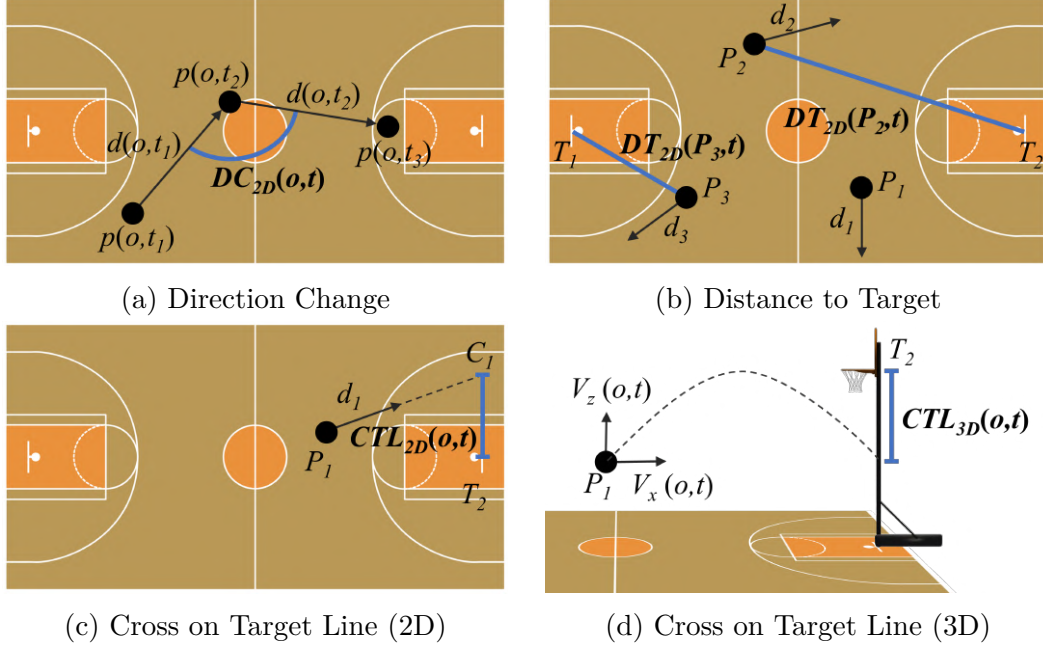 p(o,t₂)
d(o,t₂)
d(o,t₁)
p(o,t₃)
DC₂D(o,t)
p(o,t₁)
(a) Direction Change
d₂
P₂
DT₂D(P₂,t)
T₁
DT₂D(P₃,t)
T₂
P₃
P₁
d₃
d₁
(b) Distance to Target
C₁
d₁
CTL₂D(o,t)
P₁
T₂
(c) Cross on Target Line (2D)
T₂
V_z (o,t)
CTL₃D(o,t)
P₁
V_x (o,t)
(d) Cross on Target Line (3D)